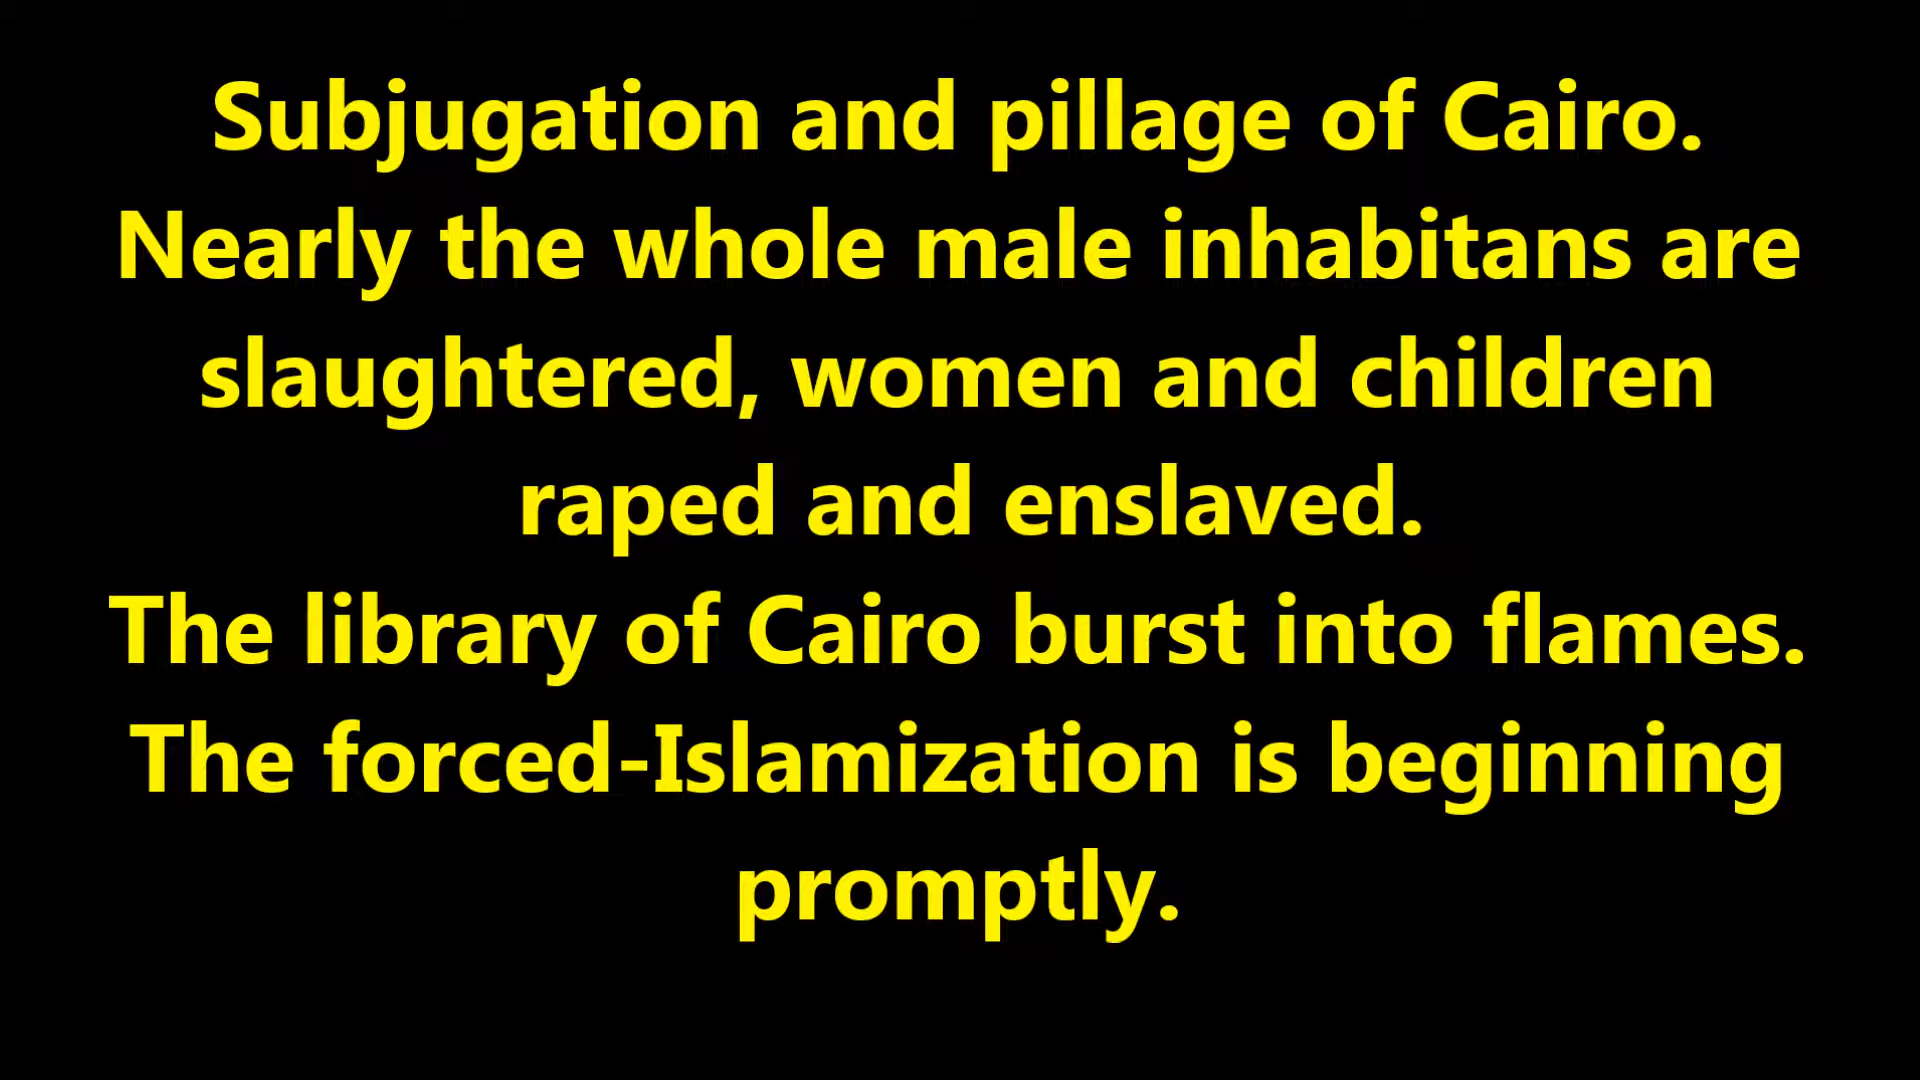 Subjugation and pillage of Cairo.
Nearly the whole male inhabitans are
slaughtered, women and children
raped and enslaved.
The library of Cairo burst into flames.
The forced-Islamization is beginning
promptly.